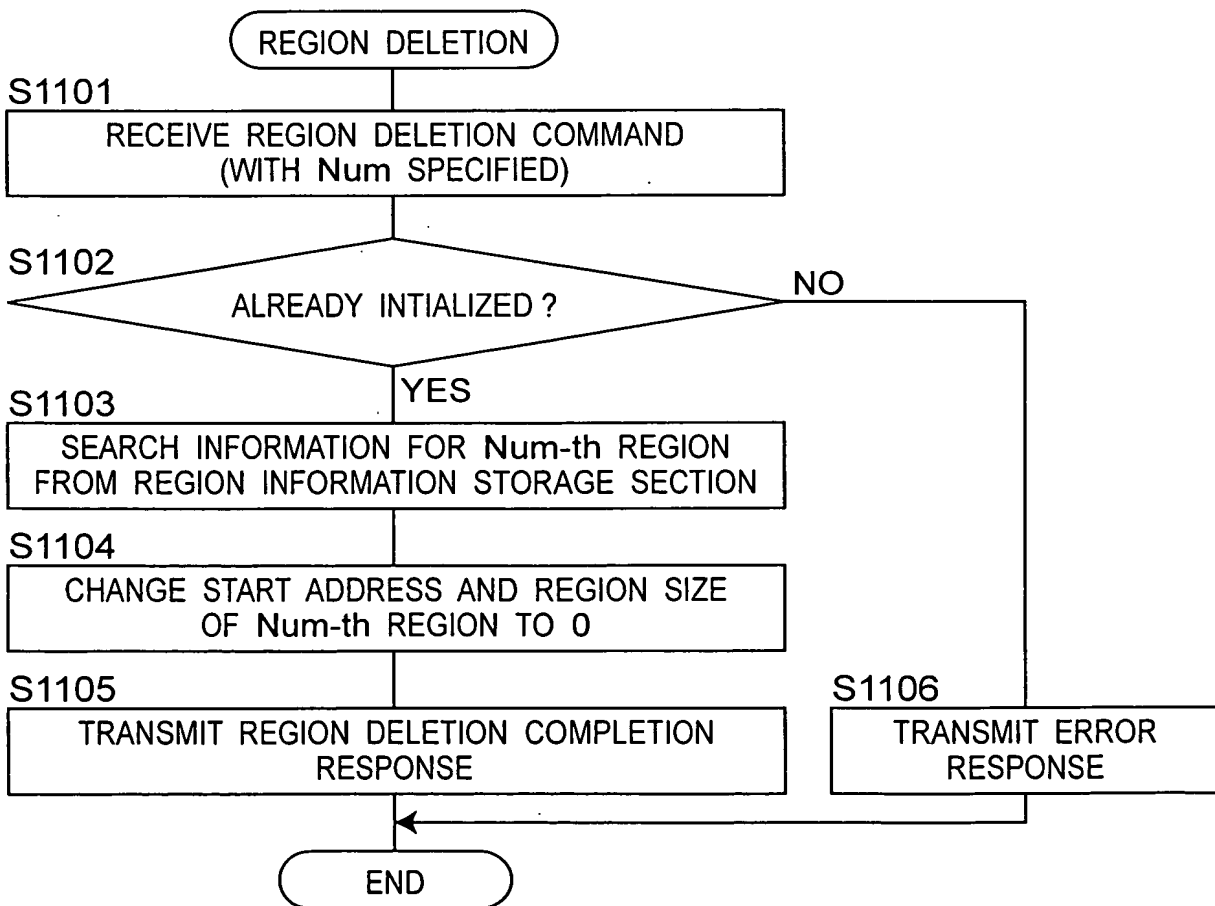 REGION DELETION
S1101
RECEIVE REGION DELETION COMMAND
(WITH Num SPECIFIED)
S1102
ALREADY INTIALIZED ?
NO
YES
S1103
SEARCH INFORMATION FOR Num-th REGION
FROM REGION INFORMATION STORAGE SECTION
S1104
CHANGE START ADDRESS AND REGION SIZE
OF Num-th REGION TO 0
S1105
TRANSMIT REGION DELETION COMPLETION
RESPONSE
S1106
TRANSMIT ERROR
RESPONSE
END